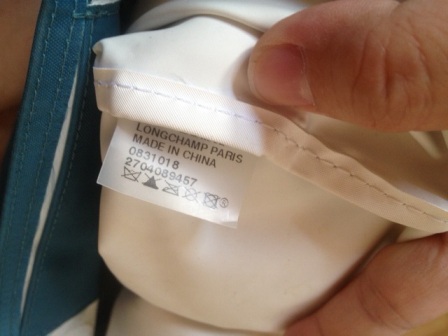 LONGCHAMP PARIS
MADE IN CHINA
0831018
2704089457